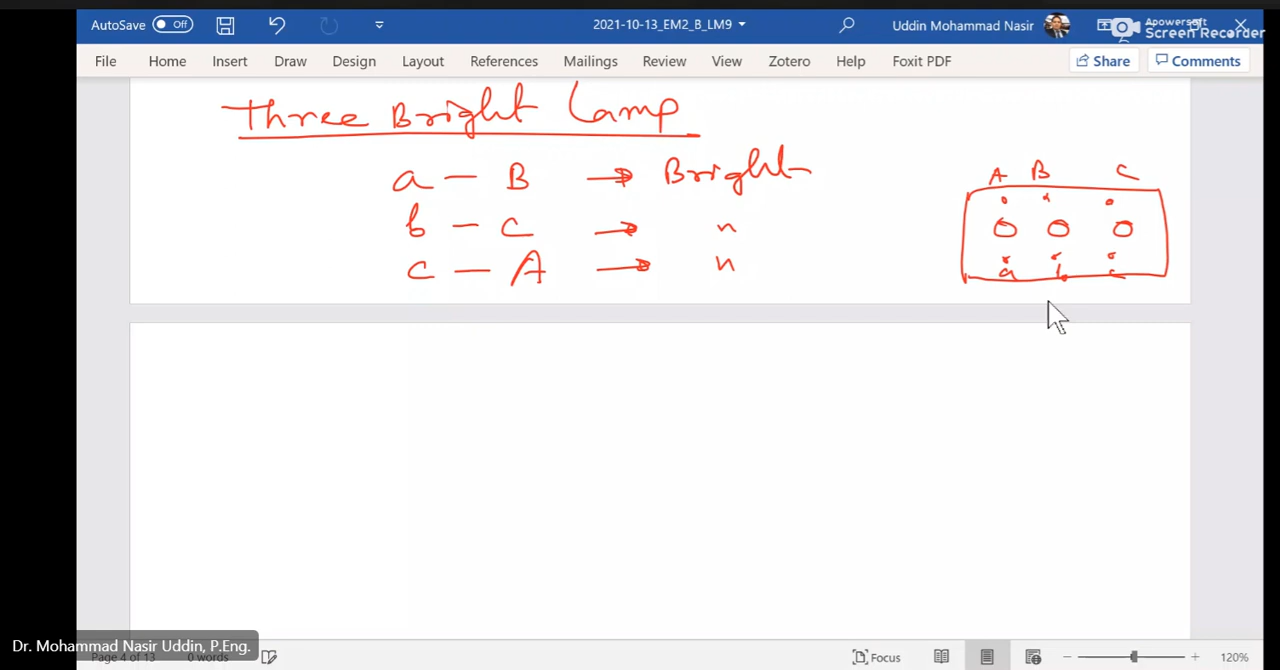 AutoSave Off 2021-10-13_EM2_B_LM9 Uddin Mohammad Nasir
Apowersoft
Screen Recorder
File Home Insert Draw Design Layout References Mailings Review View Zotero Help Foxit PDF Share Comments
Three Bright Lamp
a — B → Bright
b — C → "
c — A → "
A B C
a b c
Dr. Mohammad Nasir Uddin, P.Eng.
Page 4 of 13 0 words Focus 120%